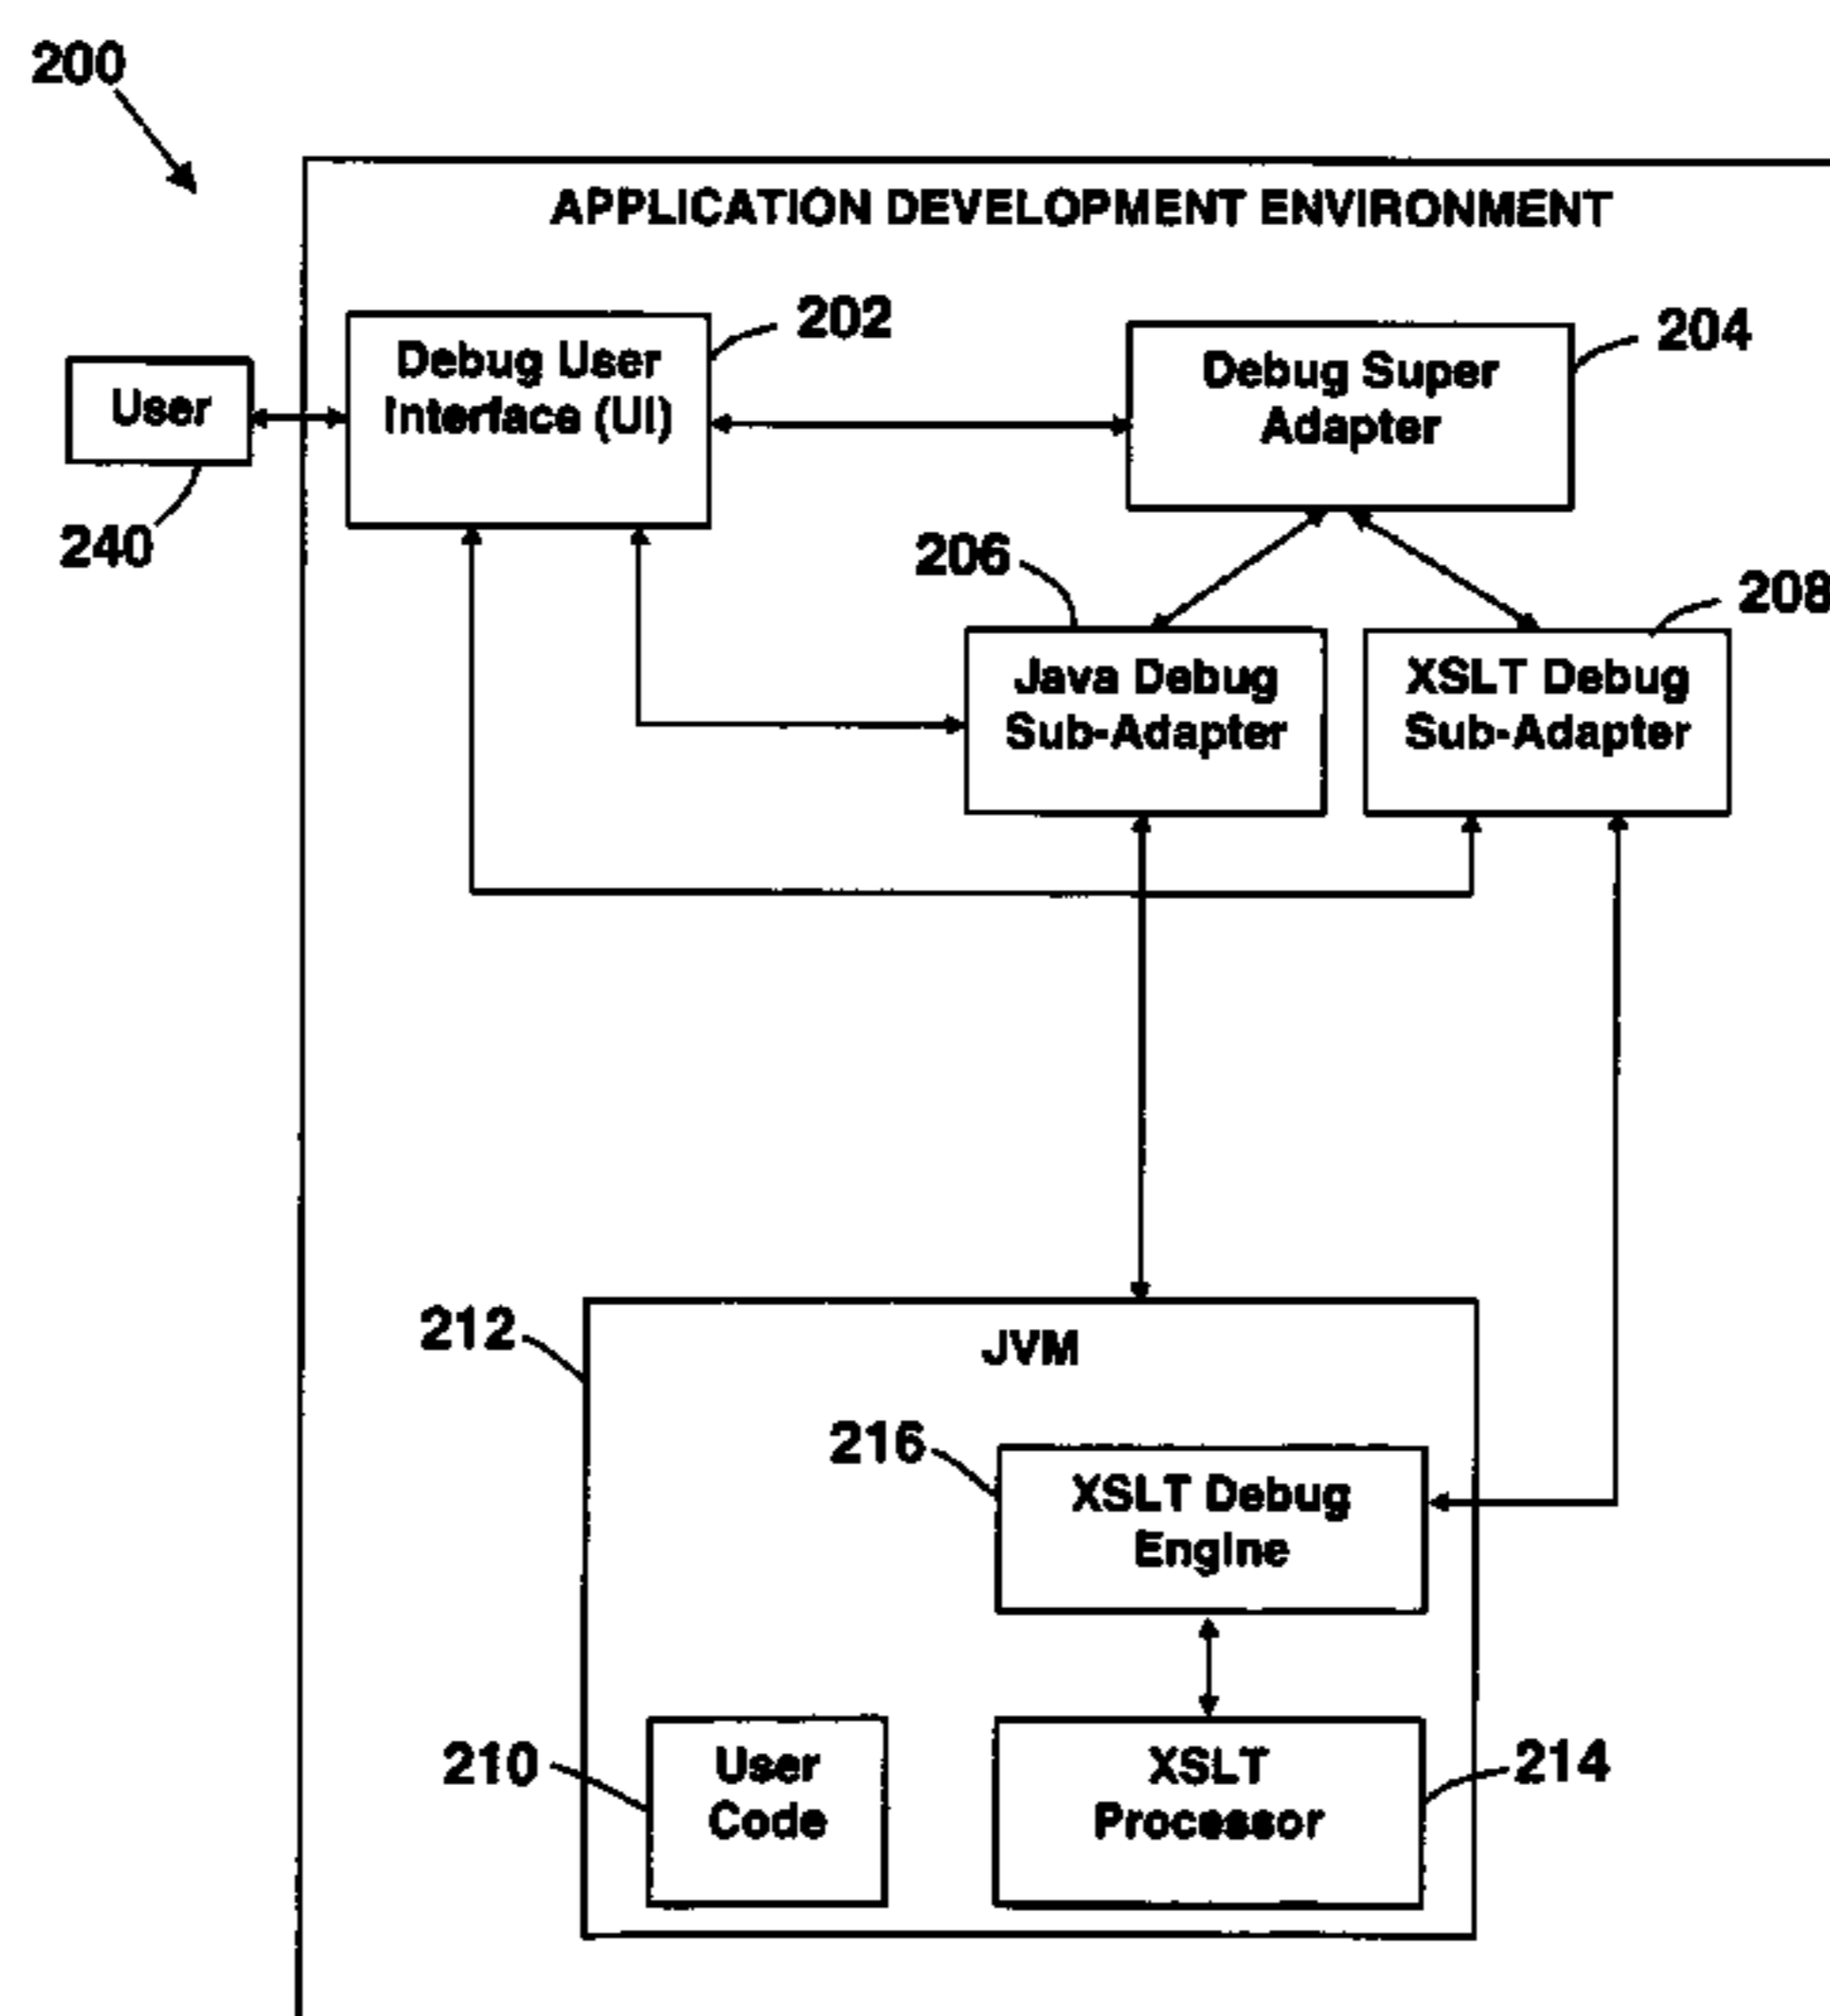 200
APPLICATION DEVELOPMENT ENVIRONMENT
202
204
Debug User
Interface (UI)
Debug Super
Adapter
User
240
206
208
Java Debug
Sub-Adapter
XSLT Debug
Sub-Adapter
212
JVM
216
XSLT Debug
Engine
210
User
Code
XSLT
Processor
214